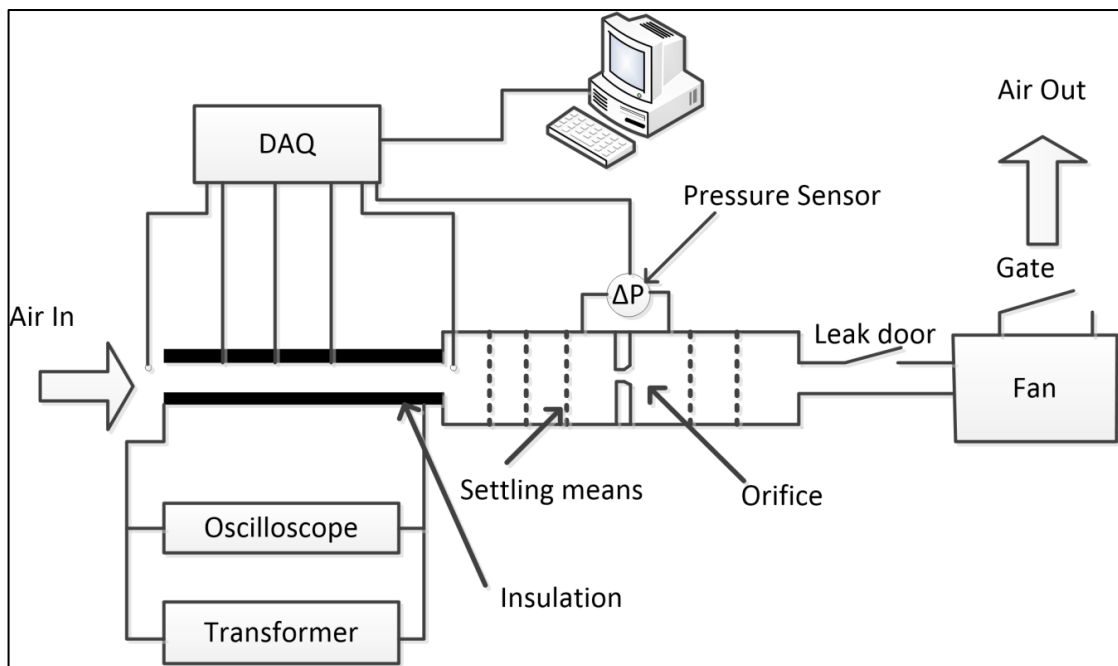 Air Out
DAQ
Pressure Sensor
Gate
ΔP
Air In
Leak door
Fan
Settling means
Orifice
Oscilloscope
Insulation
Transformer